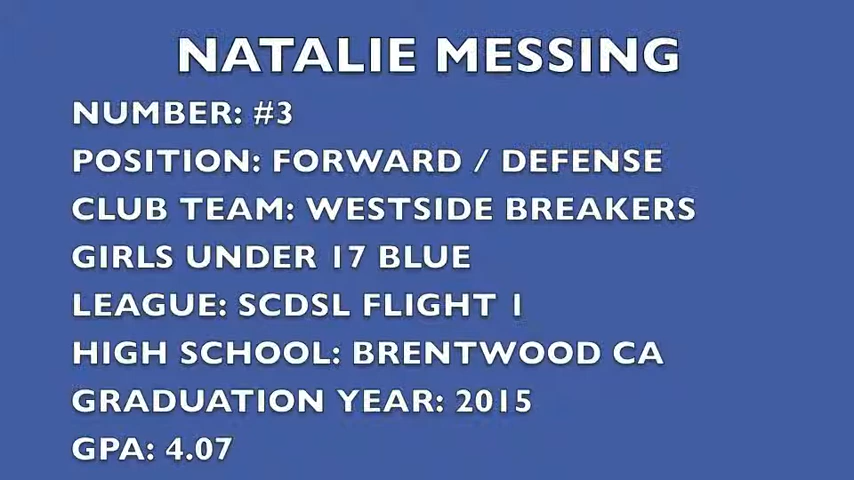 NATALIE MESSING
NUMBER: #3
POSITION: FORWARD / DEFENSE
CLUB TEAM: WESTSIDE BREAKERS
GIRLS UNDER 17 BLUE
LEAGUE: SCDSL FLIGHT 1
HIGH SCHOOL: BRENTWOOD CA
GRADUATION YEAR: 2015
GPA: 4.07